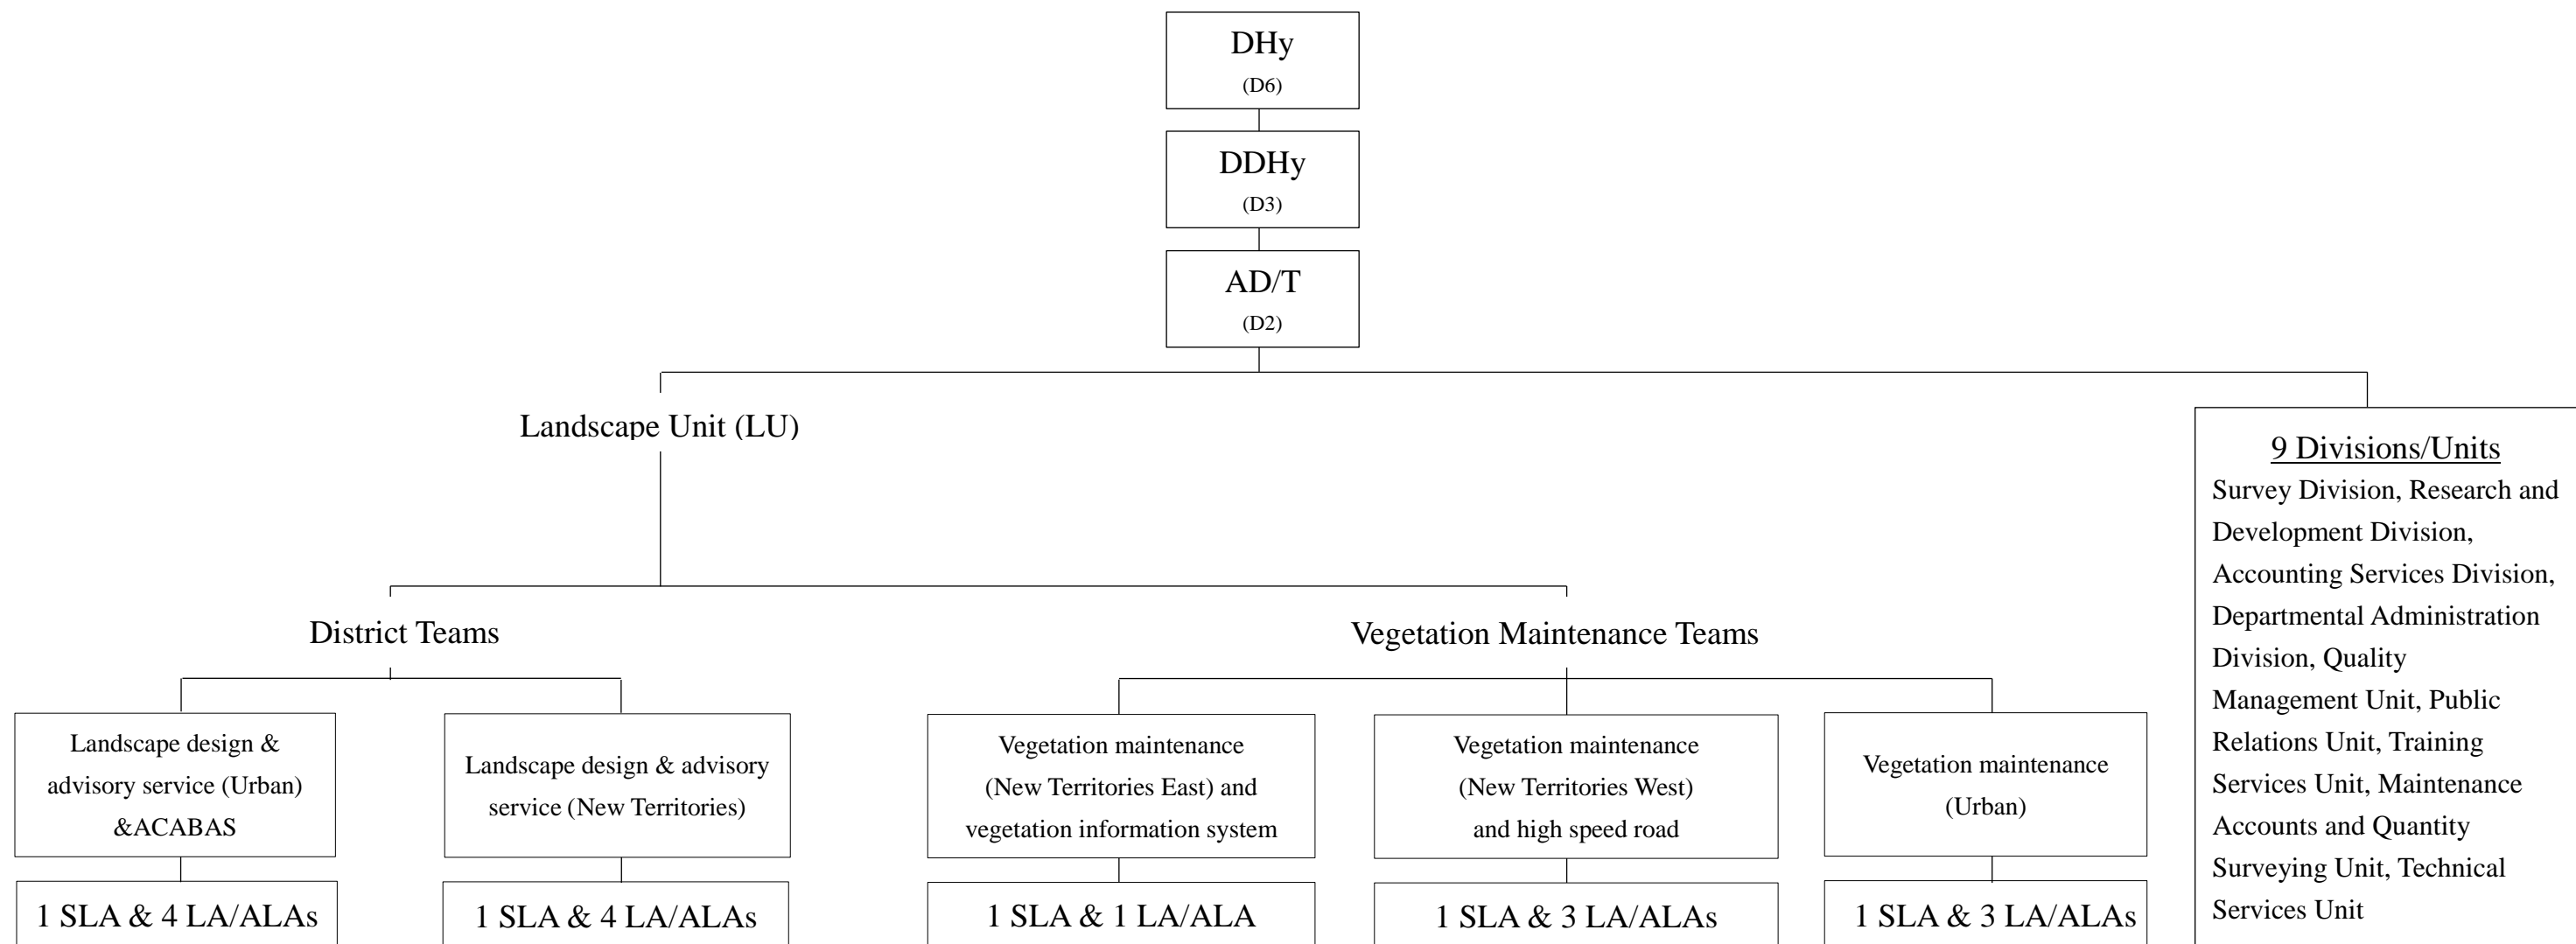 DHy
(D6)
DDHy
(D3)
AD/T
(D2)
Landscape Unit (LU)
District Teams
Landscape design &
advisory service (Urban)
&ACABAS
1 SLA & 4 LA/ALAs
Landscape design & advisory
service (New Territories)
1 SLA & 4 LA/ALAs
Vegetation Maintenance Teams
Vegetation maintenance
(New Territories East) and
vegetation information system
1 SLA & 1 LA/ALA
Vegetation maintenance
(New Territories West)
and high speed road
1 SLA & 3 LA/ALAs
Vegetation maintenance
(Urban)
1 SLA & 3 LA/ALAs
9 Divisions/Units
Survey Division, Research and
Development Division,
Accounting Services Division,
Departmental Administration
Division, Quality
Management Unit, Public
Relations Unit, Training
Services Unit, Maintenance
Accounts and Quantity
Surveying Unit, Technical
Services Unit